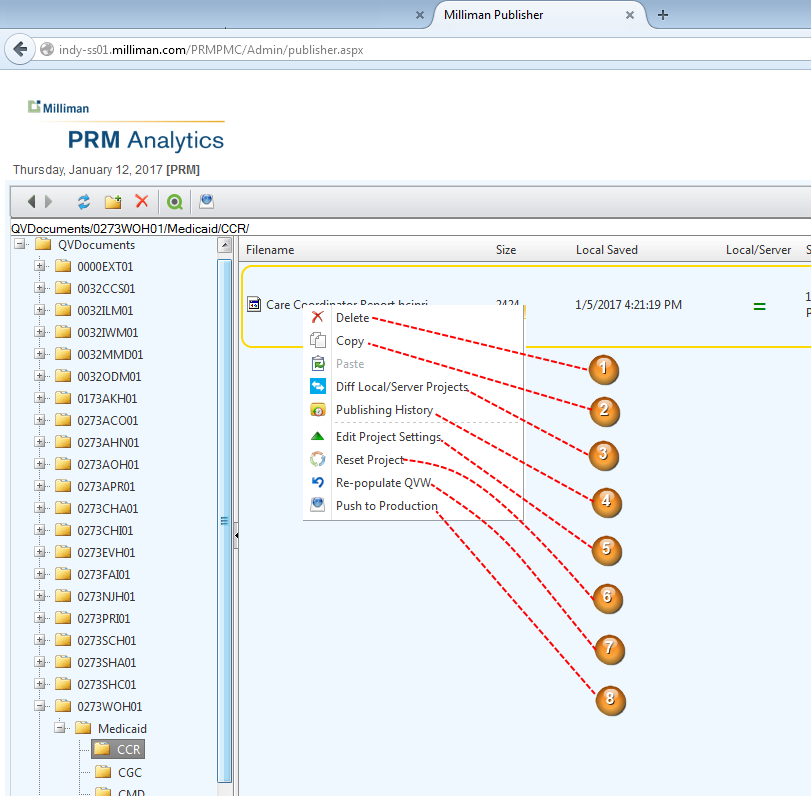 Milliman Publisher
indy-ss01.milliman.com/PRMPMC/Admin/publisher.aspx
Milliman
PRM Analytics
Thursday, January 12, 2017 [PRM]
QVDocuments/0273WOH01/Medicaid/CCR/
QVDocuments
Filename Size Local Saved Local/Server
0000EXT01
0032CCS01
Care Coordinator Report.hciprj 2424 1/5/2017 4:21:19 PM
0032ILM01
Delete
1
0032IWM01
Copy
2
0032MMD01
Paste
0032ODM01
Diff Local/Server Projects
3
0173AKH01
Publishing History
4
0273ACO01
Edit Project Settings
5
0273AHN01
Reset Project
6
0273AOH01
Re-populate QVW
7
0273APR01
Push to Production
8
0273CHA01
0273CHI01
0273EVH01
0273FAI01
0273NJH01
0273PRI01
0273SCH01
0273SHA01
0273SHC01
0273WOH01
Medicaid
CCR
CGC
CMD